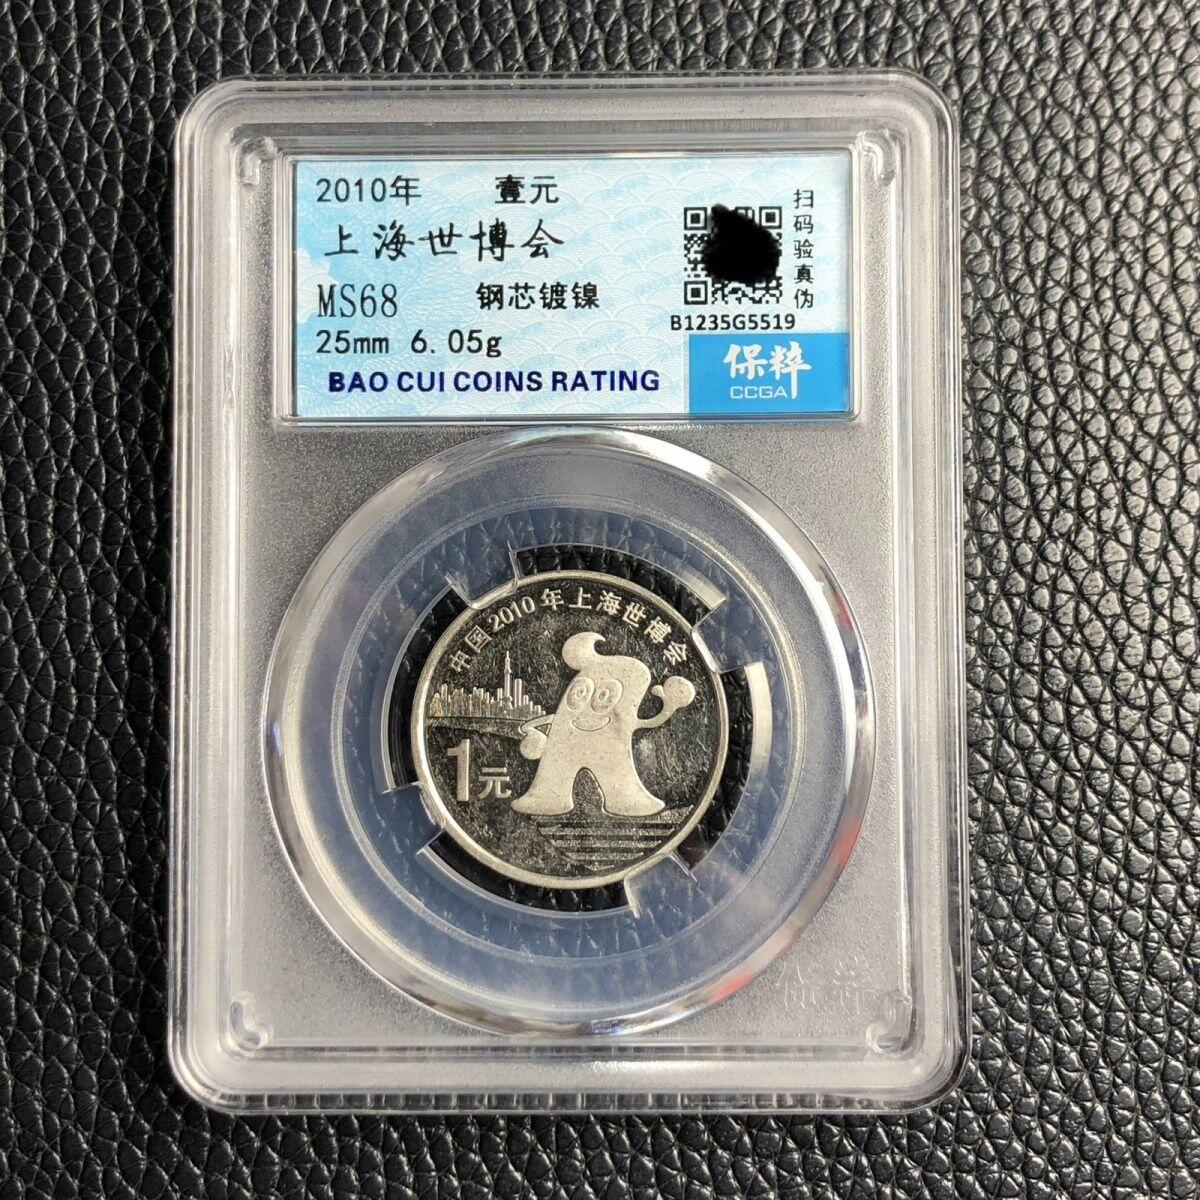 2010年 壹元
上海世博会
MS68 钢芯镀镍
25mm 6.05g
BAO CUI COINS RATING
扫码验真伪
B1235G5519
保粹
CCGA
中国2010年上海世博会
1元
保粹